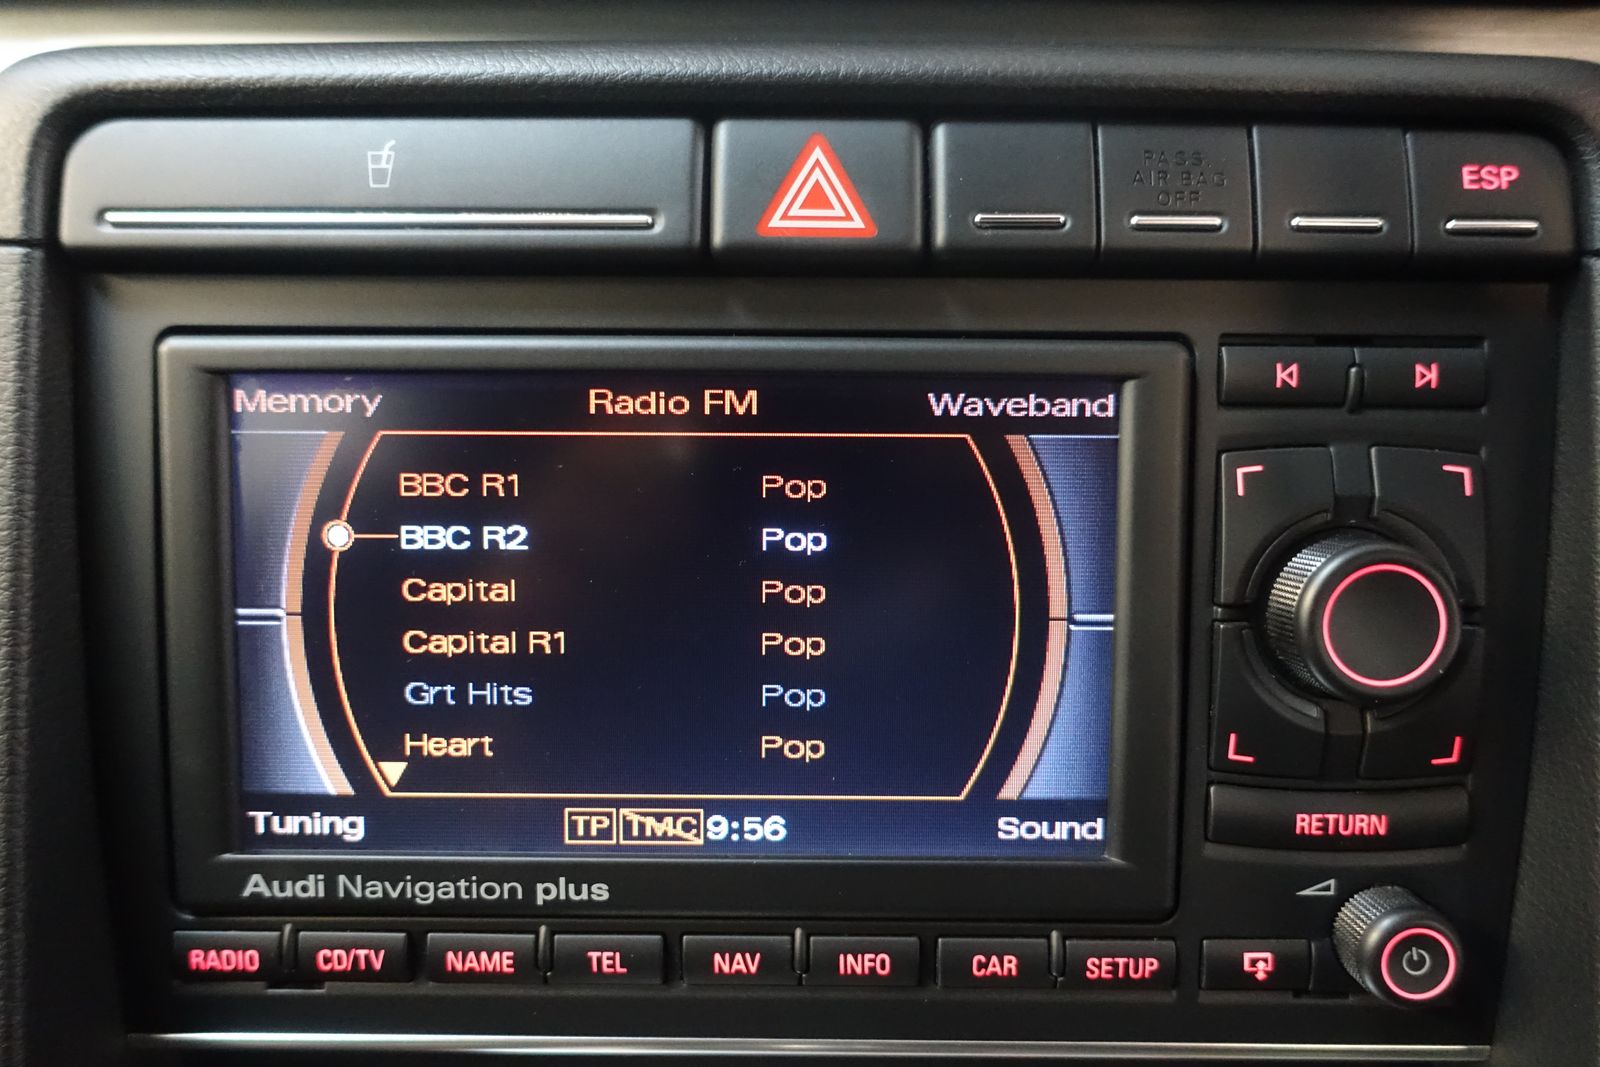 PASS.
AIR BAG
OFF
ESP
Memory Radio FM Waveband
BBC R1 Pop
BBC R2 Pop
Capital Pop
Capital R1 Pop
Grt Hits Pop
Heart Pop
Tuning TP TMC 9:56 Sound
RETURN
Audi Navigation plus
RADIO CD/TV NAME TEL NAV INFO CAR SETUP